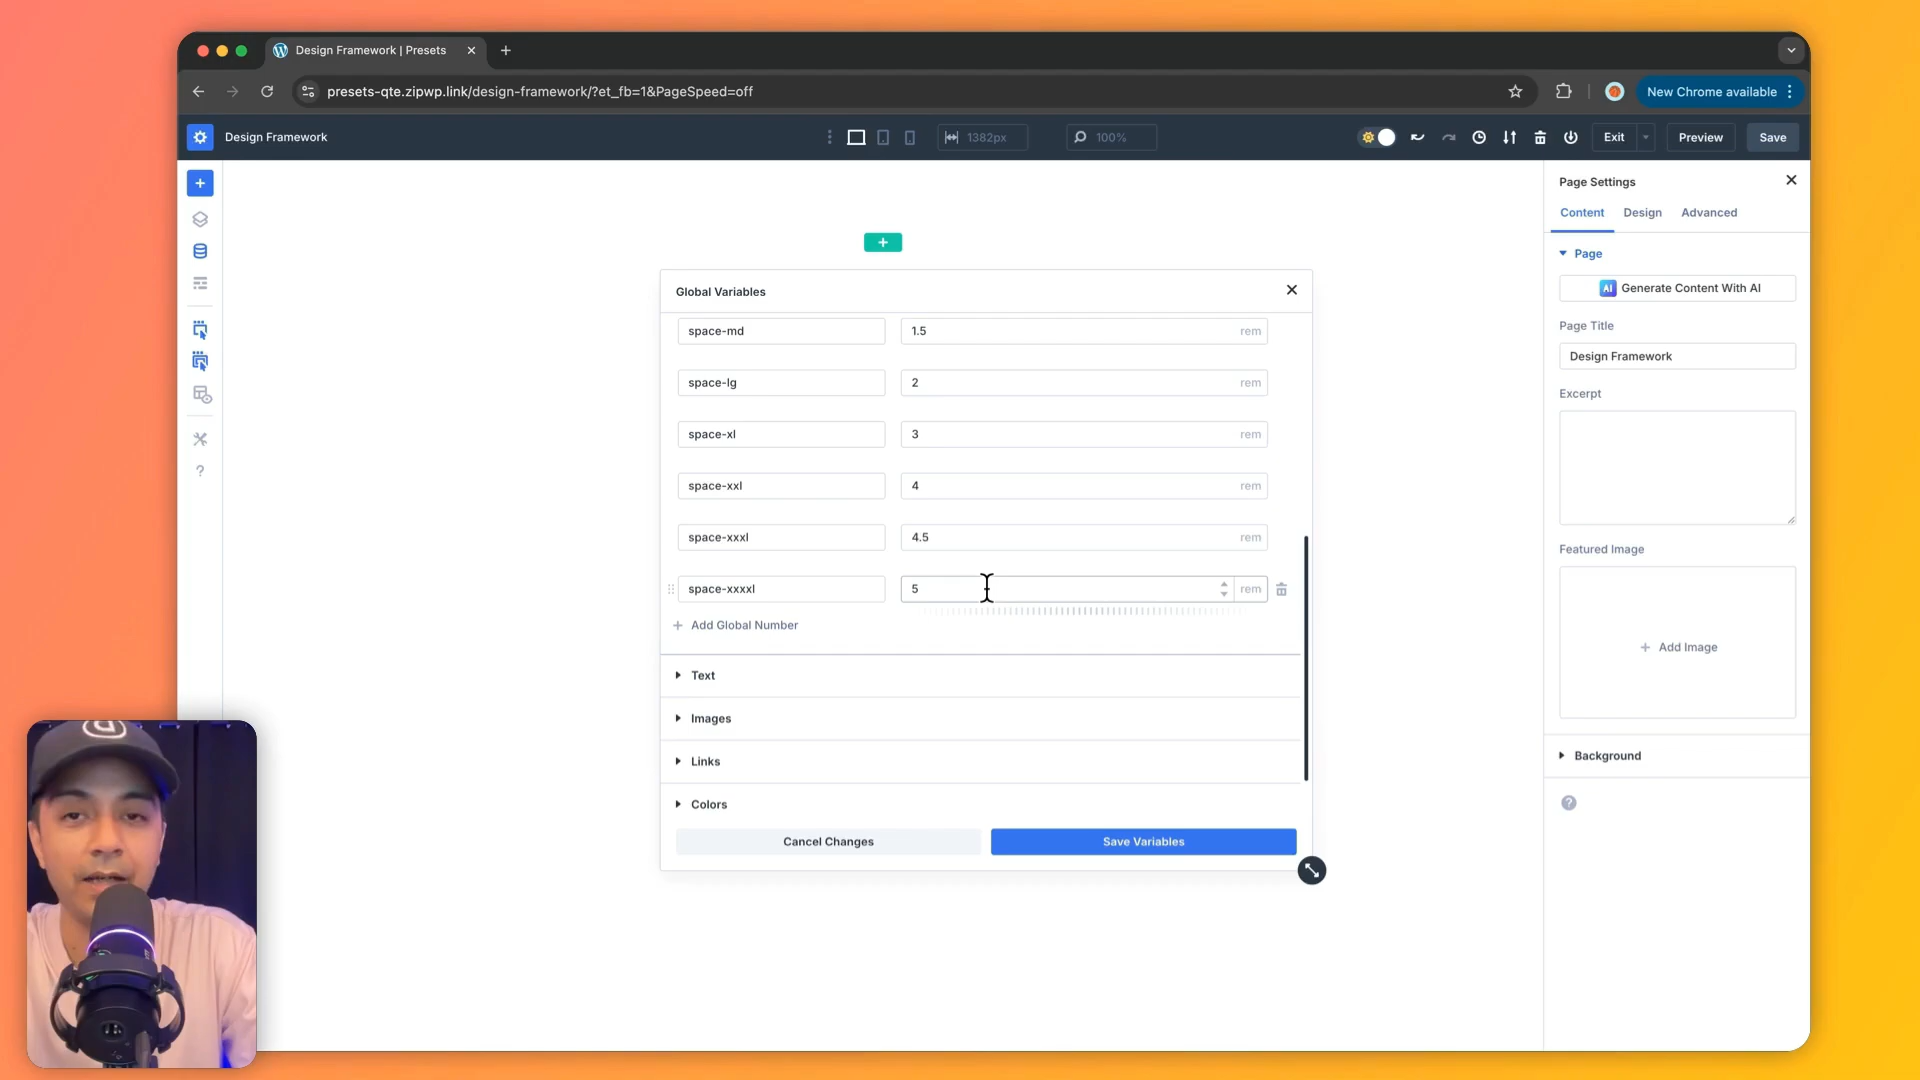 Design Framework | Presets
presets-qte.zipwp.link/design-framework/?et_fb=1&PageSpeed=off
New Chrome available
Design Framework
1382px
100%
Exit
Preview
Save
Page Settings
Content
Design
Advanced
Page
AI Generate Content With AI
Page Title
Design Framework
Excerpt
Featured Image
+ Add Image
Background
Global Variables
space-md 1.5 rem
space-lg 2 rem
space-xl 3 rem
space-xxl 4 rem
space-xxxl 4.5 rem
space-xxxxl 5 rem
+ Add Global Number
Text
Images
Links
Colors
Cancel Changes
Save Variables